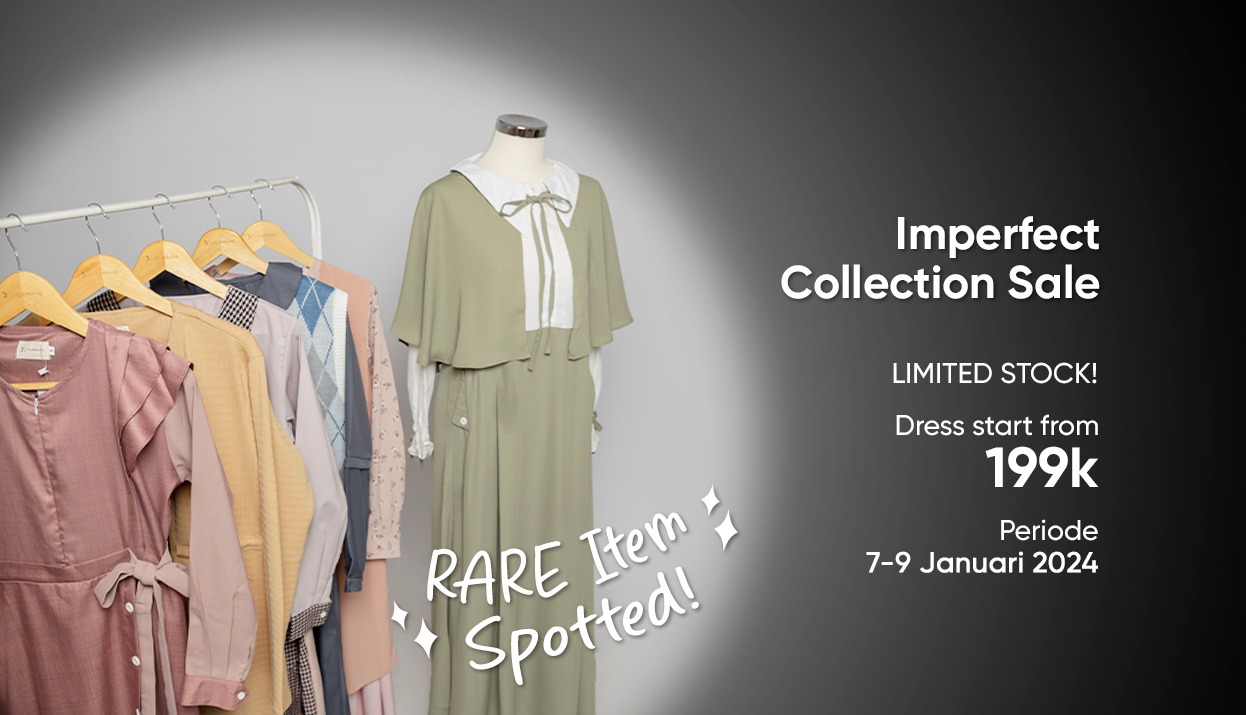 Imperfect
Collection Sale
LIMITED STOCK!
Dress start from
199k
Periode
7-9 Januari 2024
RARE Item
Spotted!